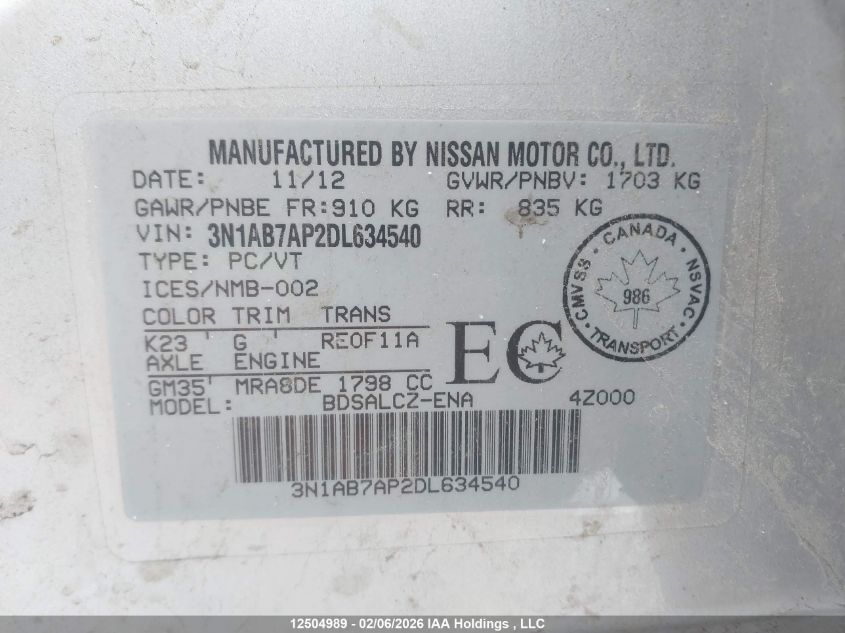 MANUFACTURED BY NISSAN MOTOR CO., LTD.
DATE: 11/12 GVWR/PNBV: 1703 KG
GAWR/PNBE FR:910 KG RR: 835 KG
VIN: 3N1AB7AP2DL634540
TYPE: PC/VT
ICES/NMB-002
CANADA
CMVSS NSVAC
986
TRANSPORT
COLOR TRIM TRANS
K23 ' G ' RE0F11A
AXLE ENGINE
GM35' MRA8DE 1798 CC
EC
MODEL: BDSALCZ-ENA 4Z000
3N1AB7AP2DL634540
12504989 - 02/06/2026 IAA Holdings , LLC